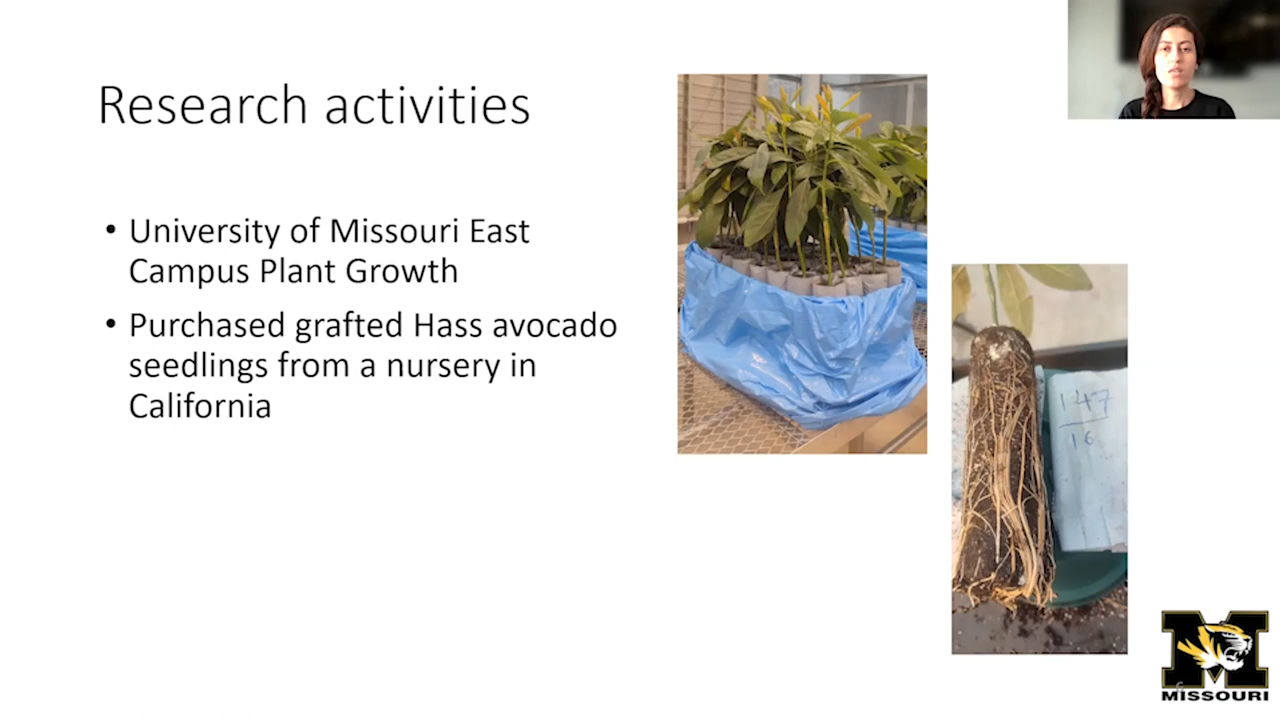 Research activities
• University of Missouri East
Campus Plant Growth
• Purchased grafted Hass avocado
seedlings from a nursery in
California
147
16
MISSOURI